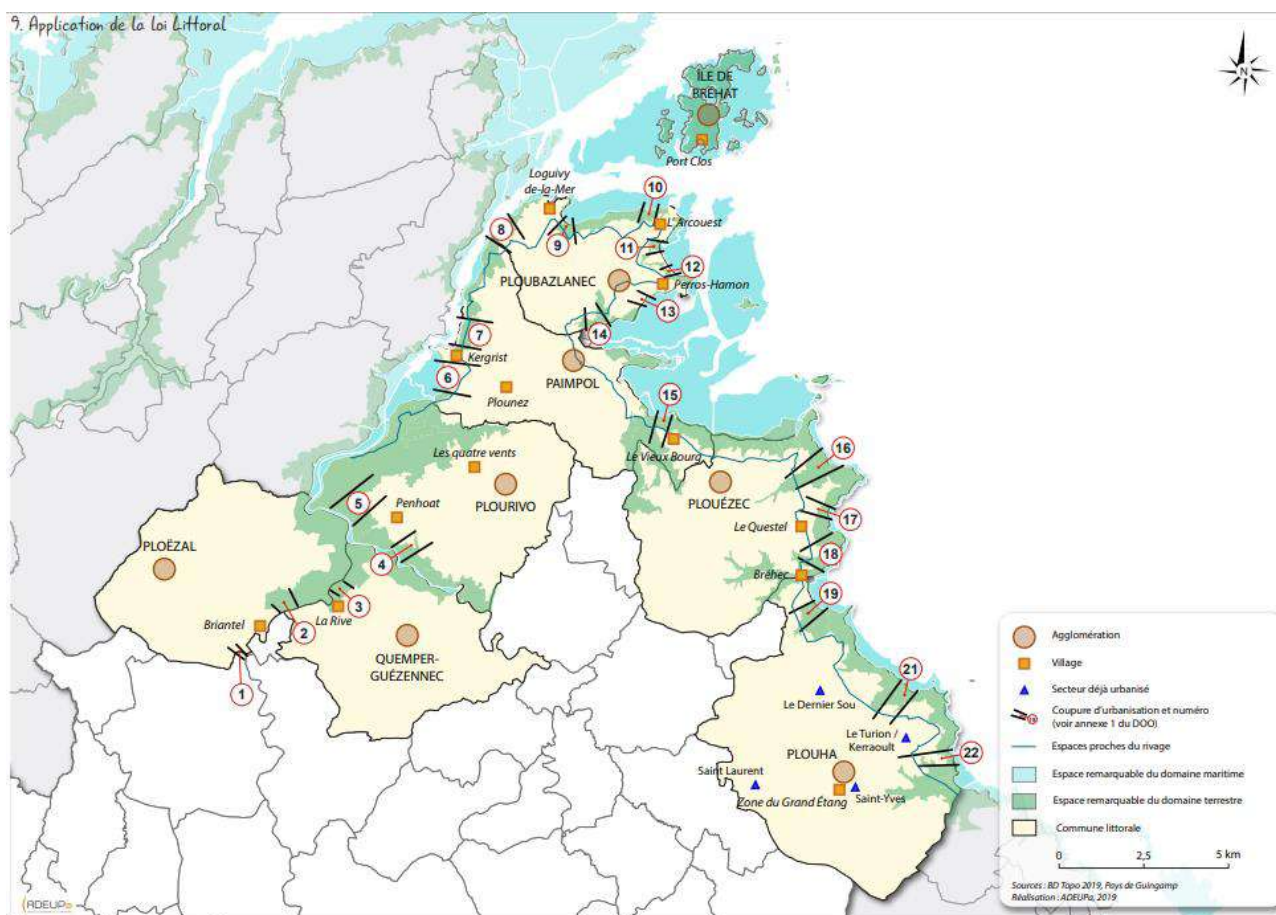 9. Application de la loi Littoral
N
ÎLE DE
BRÉHAT
Port Clos
Loguivy
de-la-Mer
10
L'Arcouest
8
9
11
12
PLOUBAZLANEC
Perros-Hamon
13
14
7
Kergrist
PAIMPOL
6
Plounez
15
Le Vieux Bourg
16
Les quatre vents
PLOURIVO
PLOUÉZEC
5
Penhoat
17
Le Questel
4
18
PLOËZAL
Bréhec
19
3
La Rive
Briantel
2
QUEMPER-
GUÉZENNEC
1
21
Le Dernier Sou
Le Turion /
Kerraoult
22
PLOUHA
Saint Laurent
Zone du Grand Étang
Saint-Yves
Agglomération
Village
Secteur déjà urbanisé
Coupure d'urbanisation et numéro
(voir annexe 1 du DOO)
Espaces proches du rivage
Espace remarquable du domaine maritime
Espace remarquable du domaine terrestre
Commune littorale
0 2,5 5 km
Sources : BD Topo 2019, Pays de Guingamp
Réalisation : ADEUPa, 2019
ADEUPa